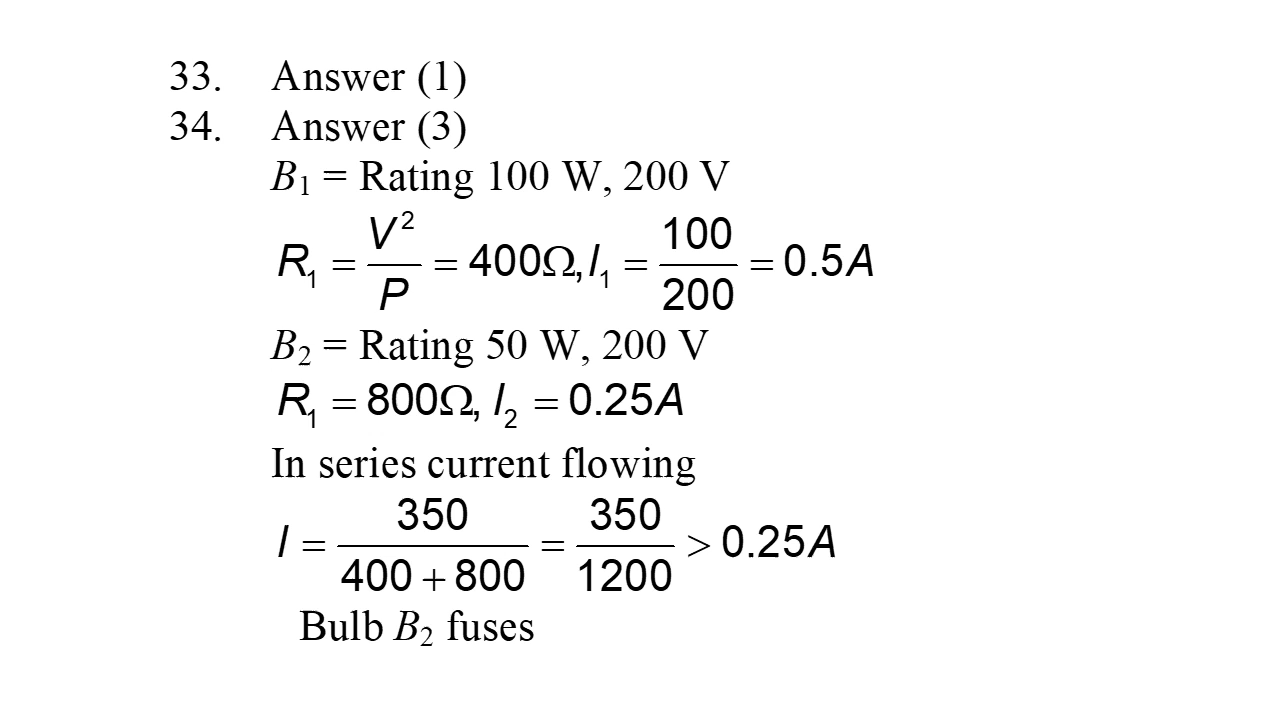 33. Answer (1)
34. Answer (3)
B₁ = Rating 100 W, 200 V
R₁ = V²/P = 400Ω, I₁ = 100/200 = 0.5A
B₂ = Rating 50 W, 200 V
R₁ = 800Ω, I₂ = 0.25A
In series current flowing
I = 350/(400 + 800) = 350/1200 > 0.25A
Bulb B₂ fuses